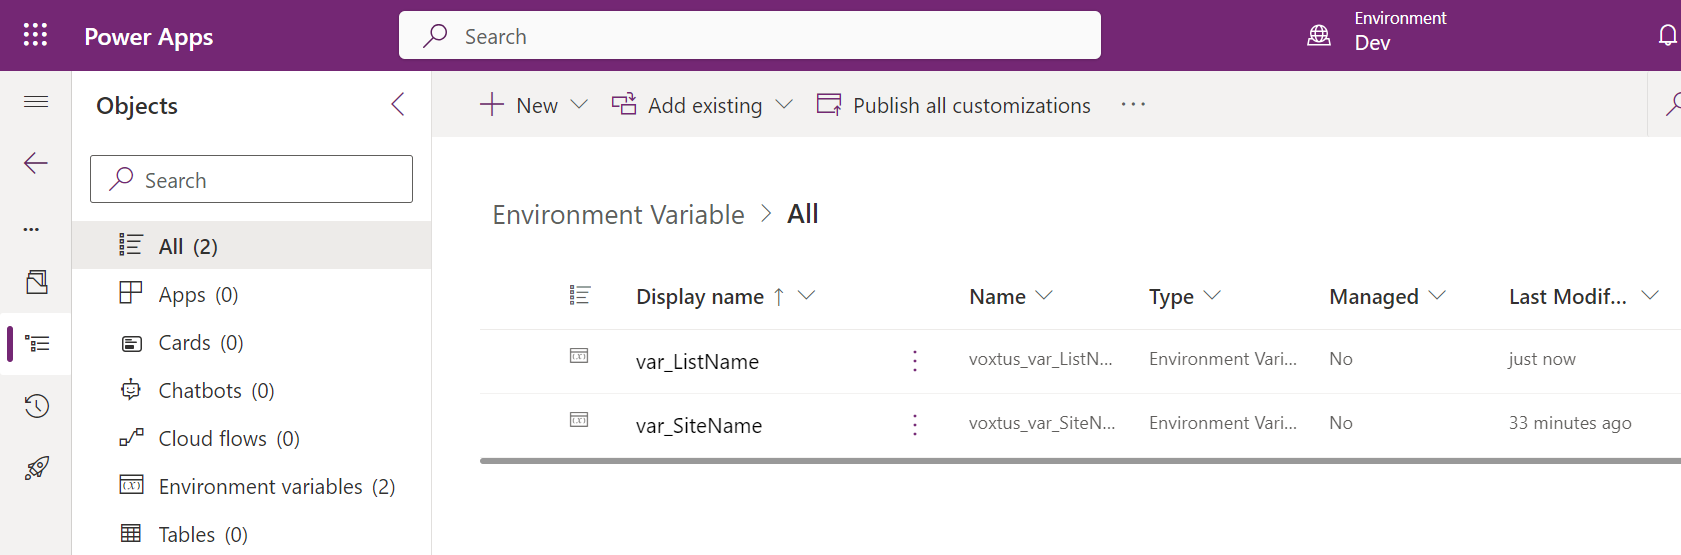 Power Apps
Search
Environment
Dev
Objects
Search
All (2)
Apps (0)
Cards (0)
Chatbots (0)
Cloud flows (0)
Environment variables (2)
Tables (0)
New
Add existing
Publish all customizations
Environment Variable > All
Display name ↑ Name Type Managed Last Modif...
var_ListName voxtus_var_ListN... Environment Vari... No just now
var_SiteName voxtus_var_SiteN... Environment Vari... No 33 minutes ago